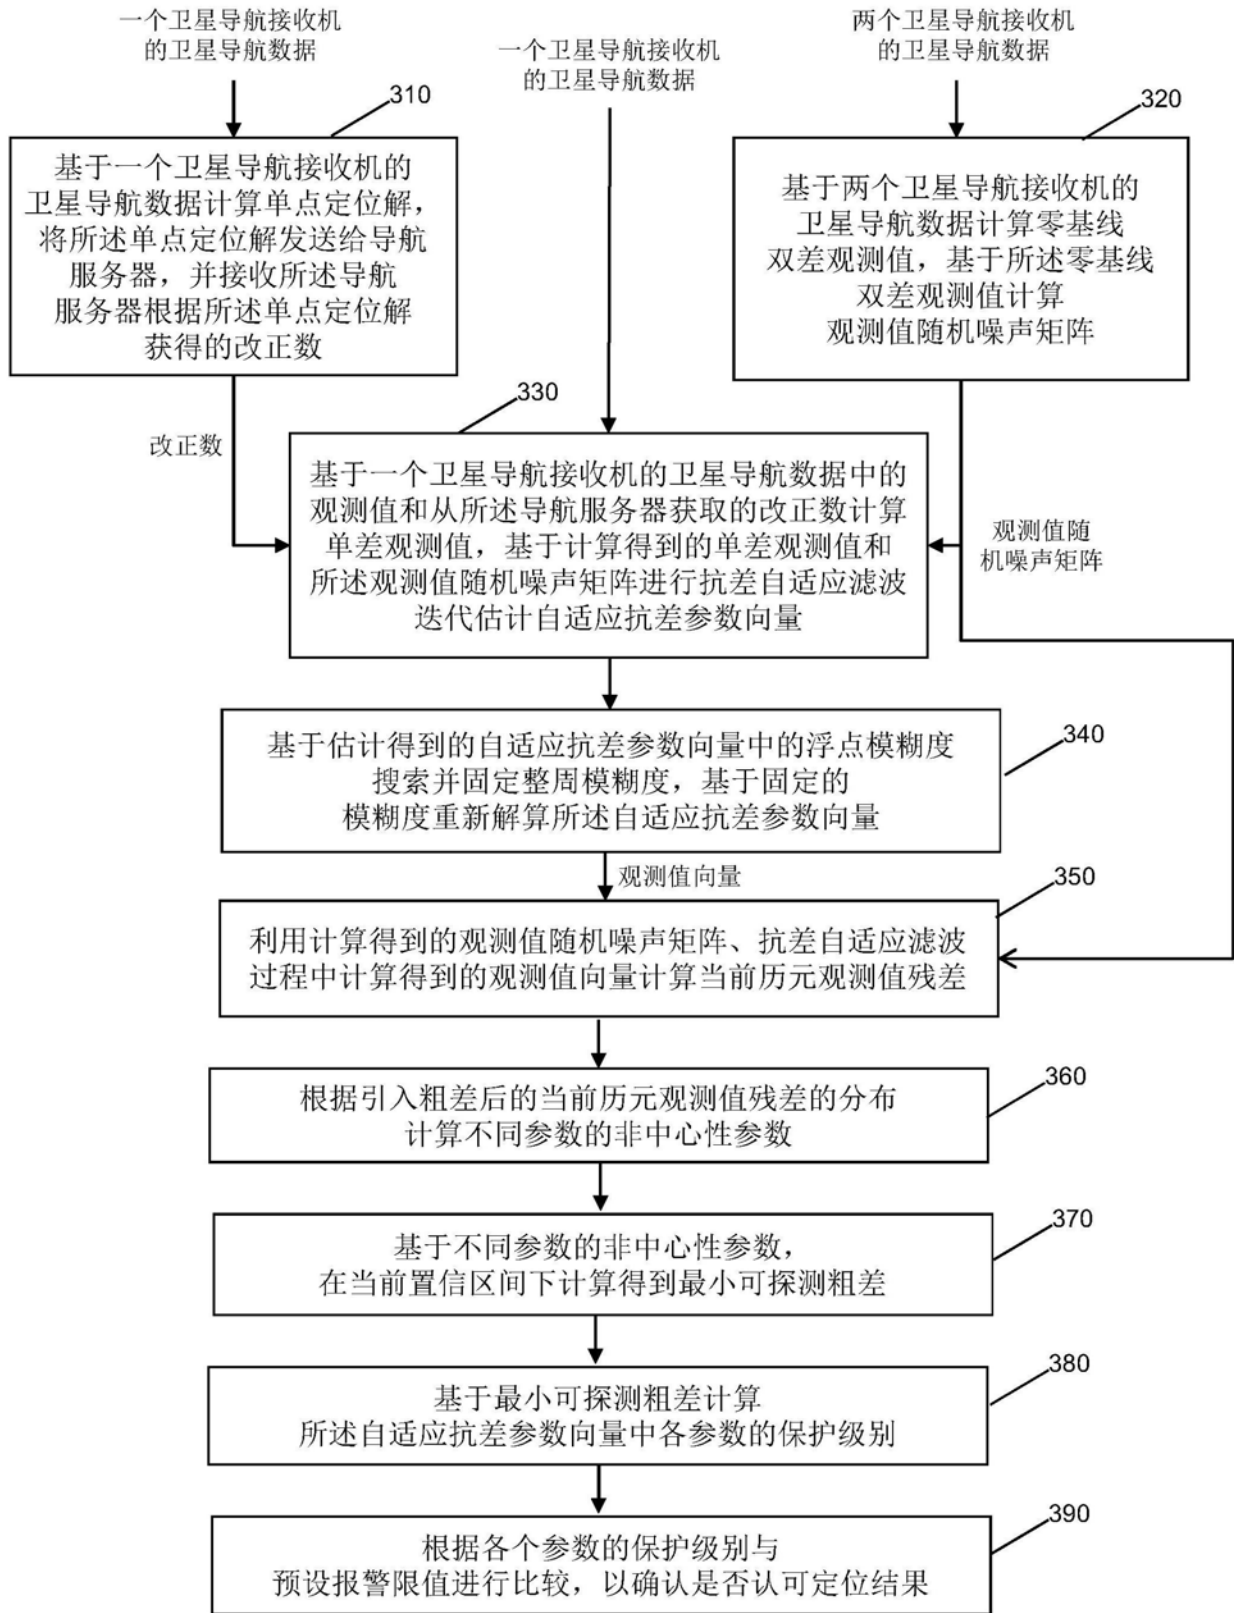 一个卫星导航接收机
的卫星导航数据
一个卫星导航接收机
的卫星导航数据
两个卫星导航接收机
的卫星导航数据
310
基于一个卫星导航接收机的
卫星导航数据计算单点定位解，
将所述单点定位解发送给导航
服务器，并接收所述导航
服务器根据所述单点定位解
获得的改正数
320
基于两个卫星导航接收机的
卫星导航数据计算零基线
双差观测值，基于所述零基线
双差观测值计算
观测值随机噪声矩阵
改正数
330
基于一个卫星导航接收机的卫星导航数据中的
观测值和从所述导航服务器获取的改正数计算
单差观测值，基于计算得到的单差观测值和
所述观测值随机噪声矩阵进行抗差自适应滤波
迭代估计自适应抗差参数向量
观测值随
机噪声矩阵
340
基于估计得到的自适应抗差参数向量中的浮点模糊度
搜索并固定整周模糊度，基于固定的
模糊度重新解算所述自适应抗差参数向量
观测值向量
350
利用计算得到的观测值随机噪声矩阵、抗差自适应滤波
过程中计算得到的观测值向量计算当前历元观测值残差
360
根据引入粗差后的当前历元观测值残差的分布
计算不同参数的非中心性参数
370
基于不同参数的非中心性参数，
在当前置信区间下计算得到最小可探测粗差
380
基于最小可探测粗差计算
所述自适应抗差参数向量中各参数的保护级别
390
根据各个参数的保护级别与
预设报警限值进行比较，以确认是否认可定位结果